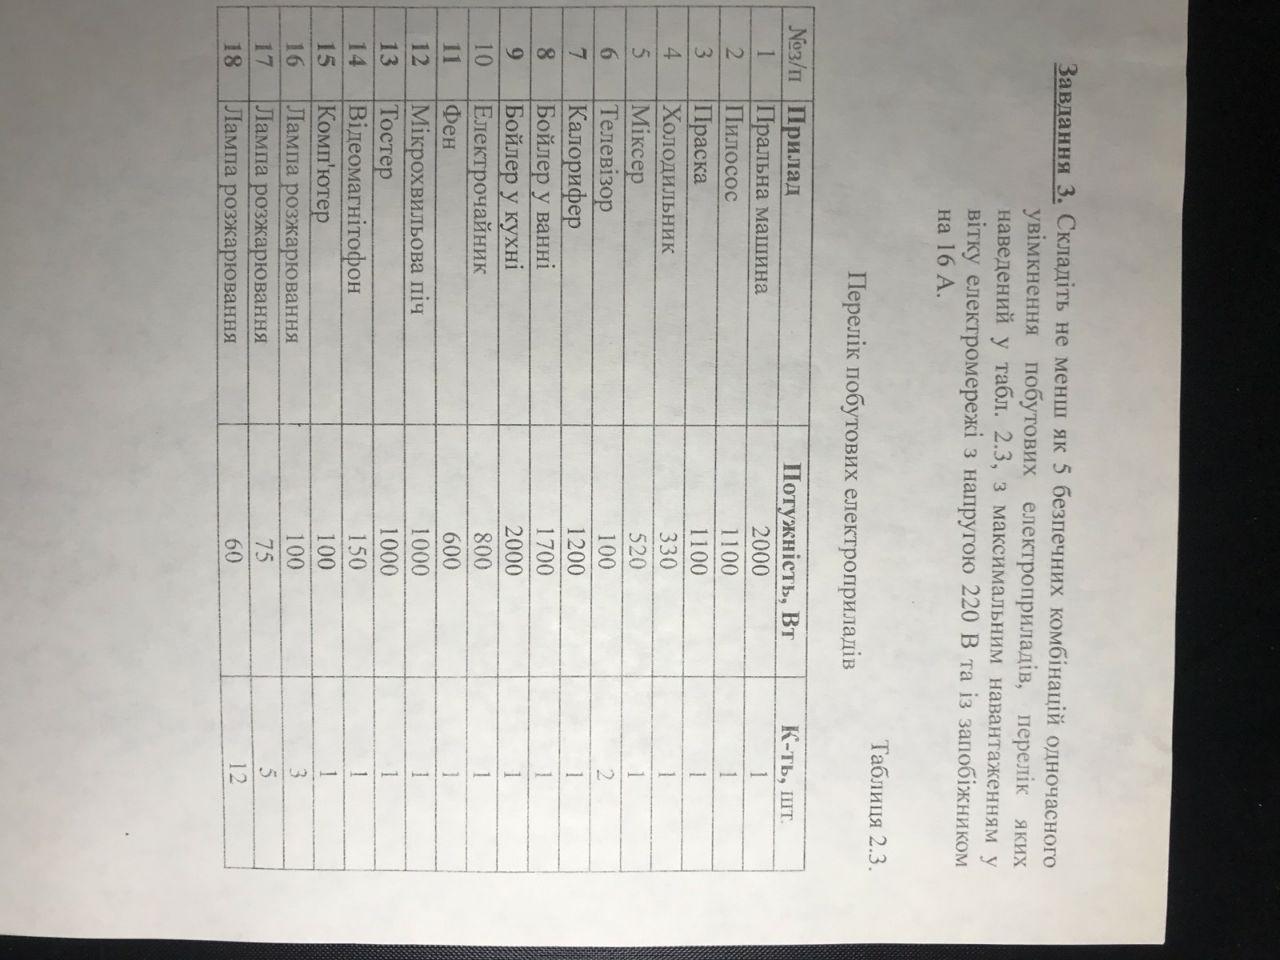 Завдання 3. Складіть не менш як 5 безпечних комбінацій одночасного
увімкнення побутових електроприладів, перелік яких
наведений у табл. 2.3, з максимальним навантаженням у
вітку електромережі з напругою 220 В та із запобіжником
на 16 А.
Таблиця 2.3.
Перелік побутових електроприладів
№з/п Прилад Потужність, Вт К-ть, шт.
1 Пральна машина 2000 1
2 Пилосос 1100 1
3 Праска 1100 1
4 Холодильник 330 1
5 Міксер 520 1
6 Телевізор 100 2
7 Калорифер 1200 1
8 Бойлер у ванні 1700 1
9 Бойлер у кухні 2000 1
10 Електрочайник 800 1
11 Фен 600 1
12 Мікрохвильова піч 1000 1
13 Тостер 1000 1
14 Відеомагнітофон 150 1
15 Комп'ютер 100 1
16 Лампа розжарювання 100 3
17 Лампа розжарювання 75 5
18 Лампа розжарювання 60 12